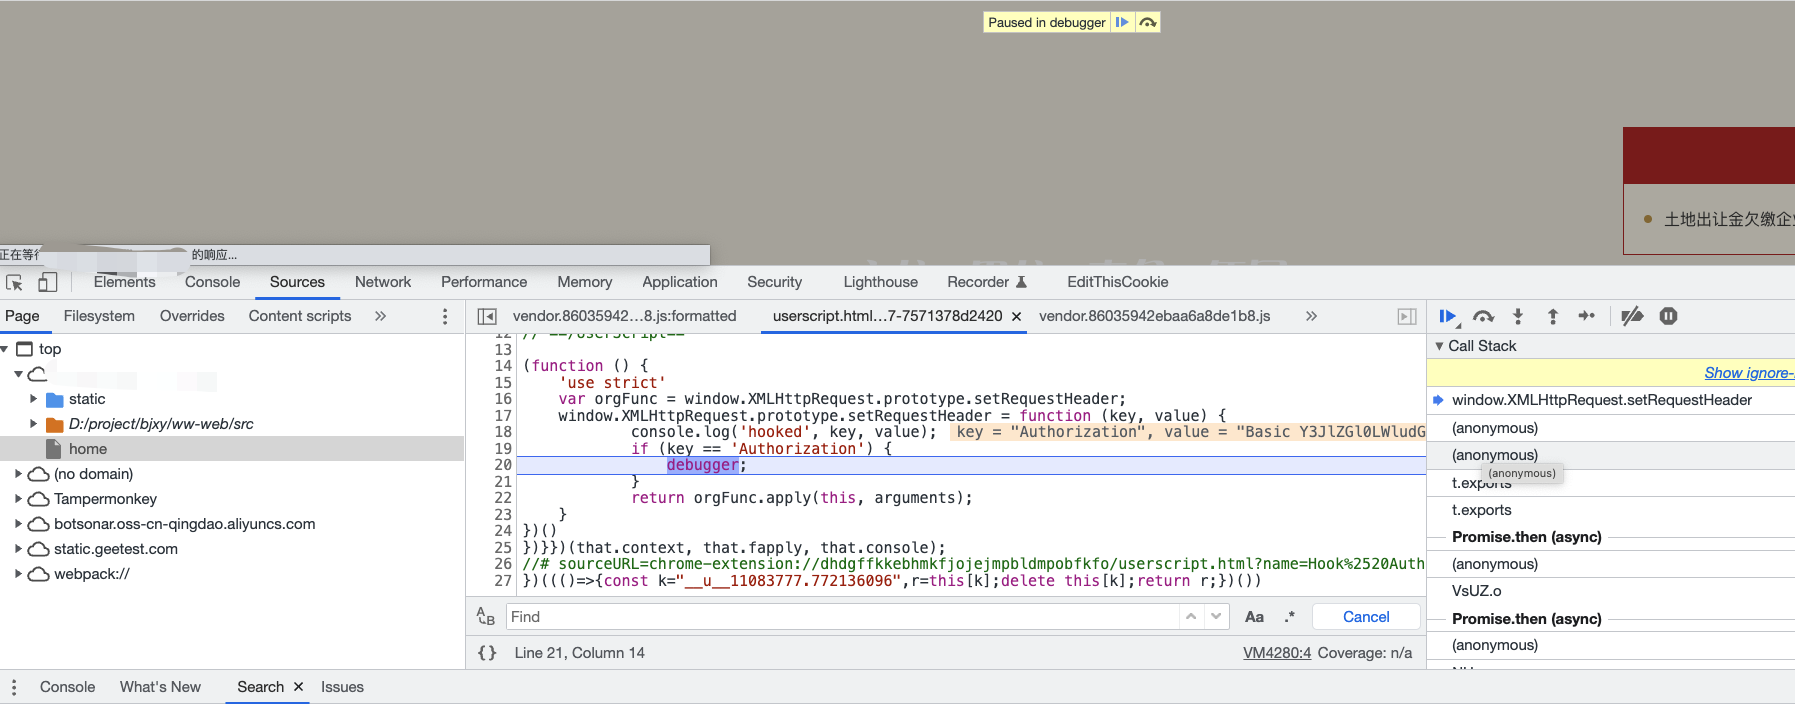 Paused in debugger
土地出让金欠缴企业
正在等待
的响应...
Elements Console Sources Network Performance Memory Application Security Lighthouse Recorder EditThisCookie
Page Filesystem Overrides Content scripts
vendor.86035942...8.js:formatted userscript.html...7-7571378d2420 vendor.86035942ebaa6a8de1b8.js
top
static
D:/project/bjxy/ww-web/src
home
(no domain)
Tampermonkey
botsonar.oss-cn-qingdao.aliyuncs.com
static.geetest.com
webpack://
12 // ==/UserScript==
13
14 (function () {
15 'use strict'
16 var orgFunc = window.XMLHttpRequest.prototype.setRequestHeader;
17 window.XMLHttpRequest.prototype.setRequestHeader = function (key, value) {
18 console.log('hooked', key, value); key = "Authorization", value = "Basic Y3JlZGl0LWludG
19 if (key == 'Authorization') {
20 debugger;
21 }
22 return orgFunc.apply(this, arguments);
23 }
24 })()
25 })}})(that.context, that.fapply, that.console);
26 //# sourceURL=chrome-extension://dhdgffkkebhmkfjojejmpbldmpobfkfo/userscript.html?name=Hook%2520Auth
27 })((()=>{const k="__u__11083777.772136096",r=this[k];delete this[k];return r;})())
Find
Aa .* Cancel
{} Line 21, Column 14
VM4280:4 Coverage: n/a
Call Stack
Show ignore-
window.XMLHttpRequest.setRequestHeader
(anonymous)
(anonymous)
(anonymous)
t.exports
t.exports
Promise.then (async)
(anonymous)
VsUZ.o
Promise.then (async)
(anonymous)
Console What's New Search Issues